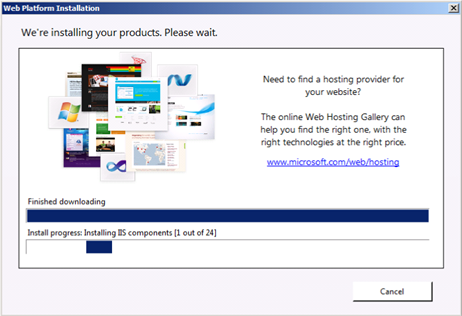 Web Platform Installation
We're installing your products. Please wait.
Need to find a hosting provider for
your website?
The online Web Hosting Gallery can
help you find the right one, with the
right technologies at the right price.
www.microsoft.com/web/hosting
Finished downloading
Install progress: Installing IIS components [1 out of 24]
Cancel